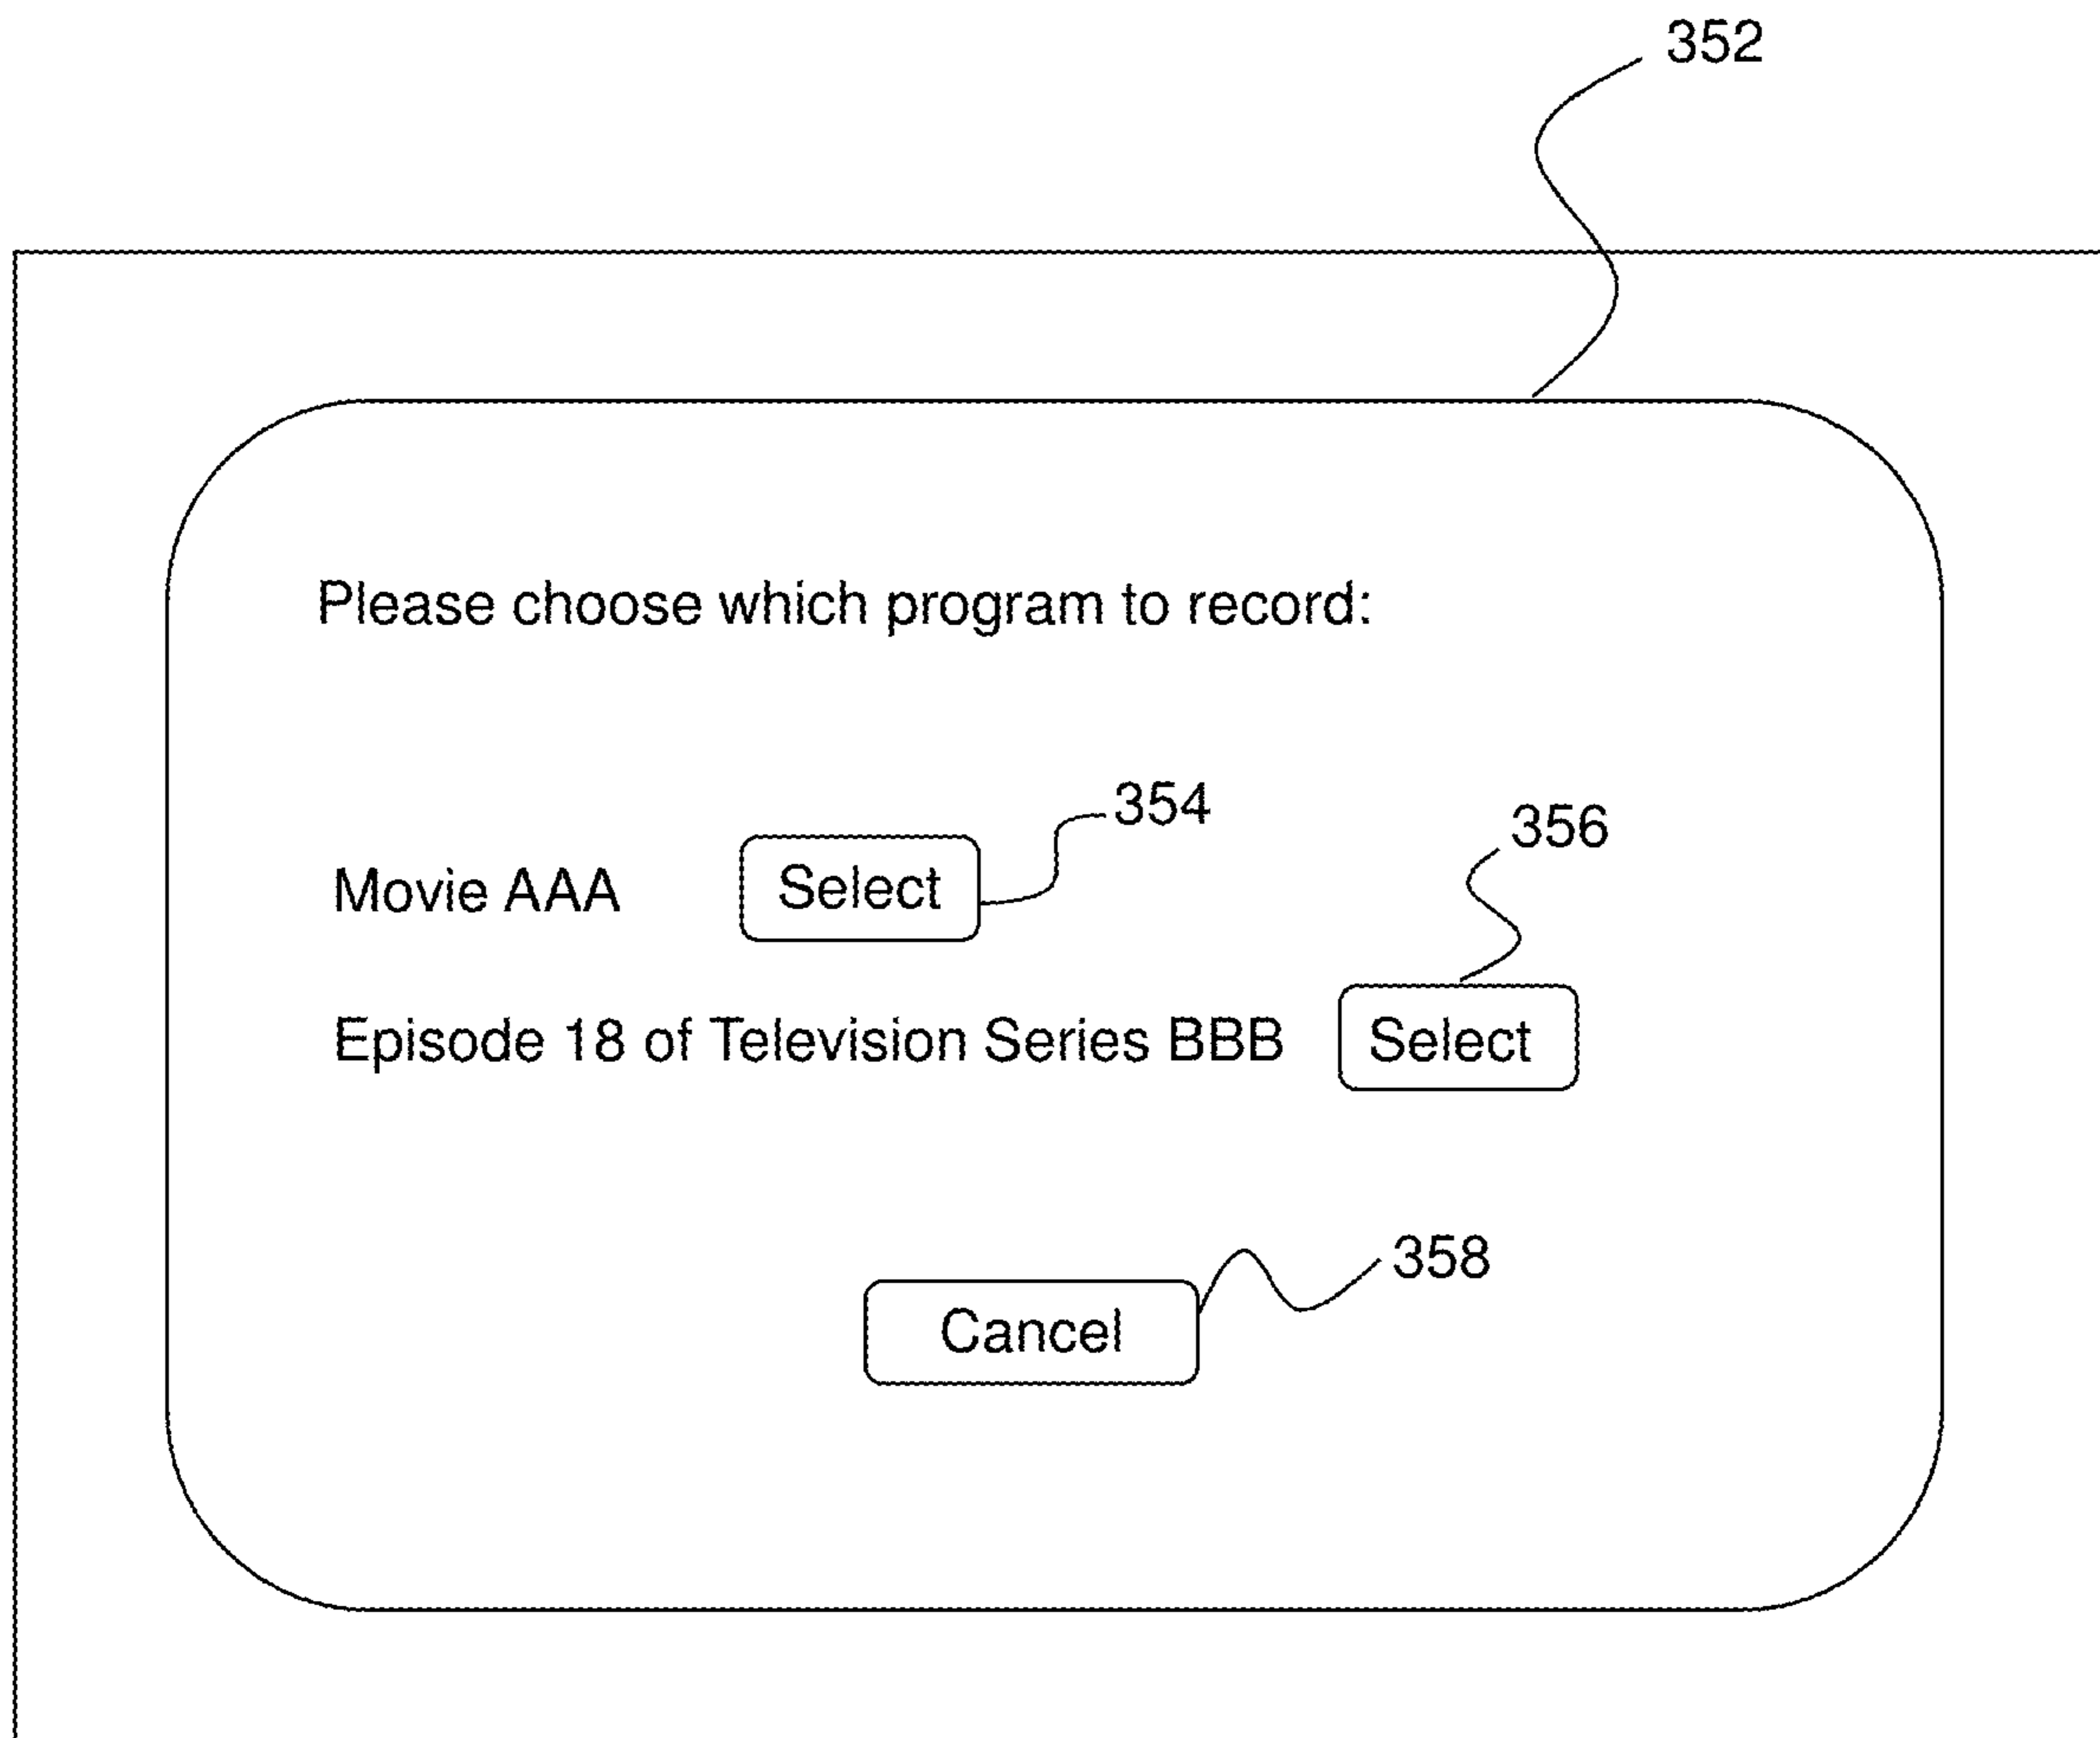 352
Please choose which program to record:
354
356
Movie AAA Select
Episode 18 of Television Series BBB Select
358
Cancel